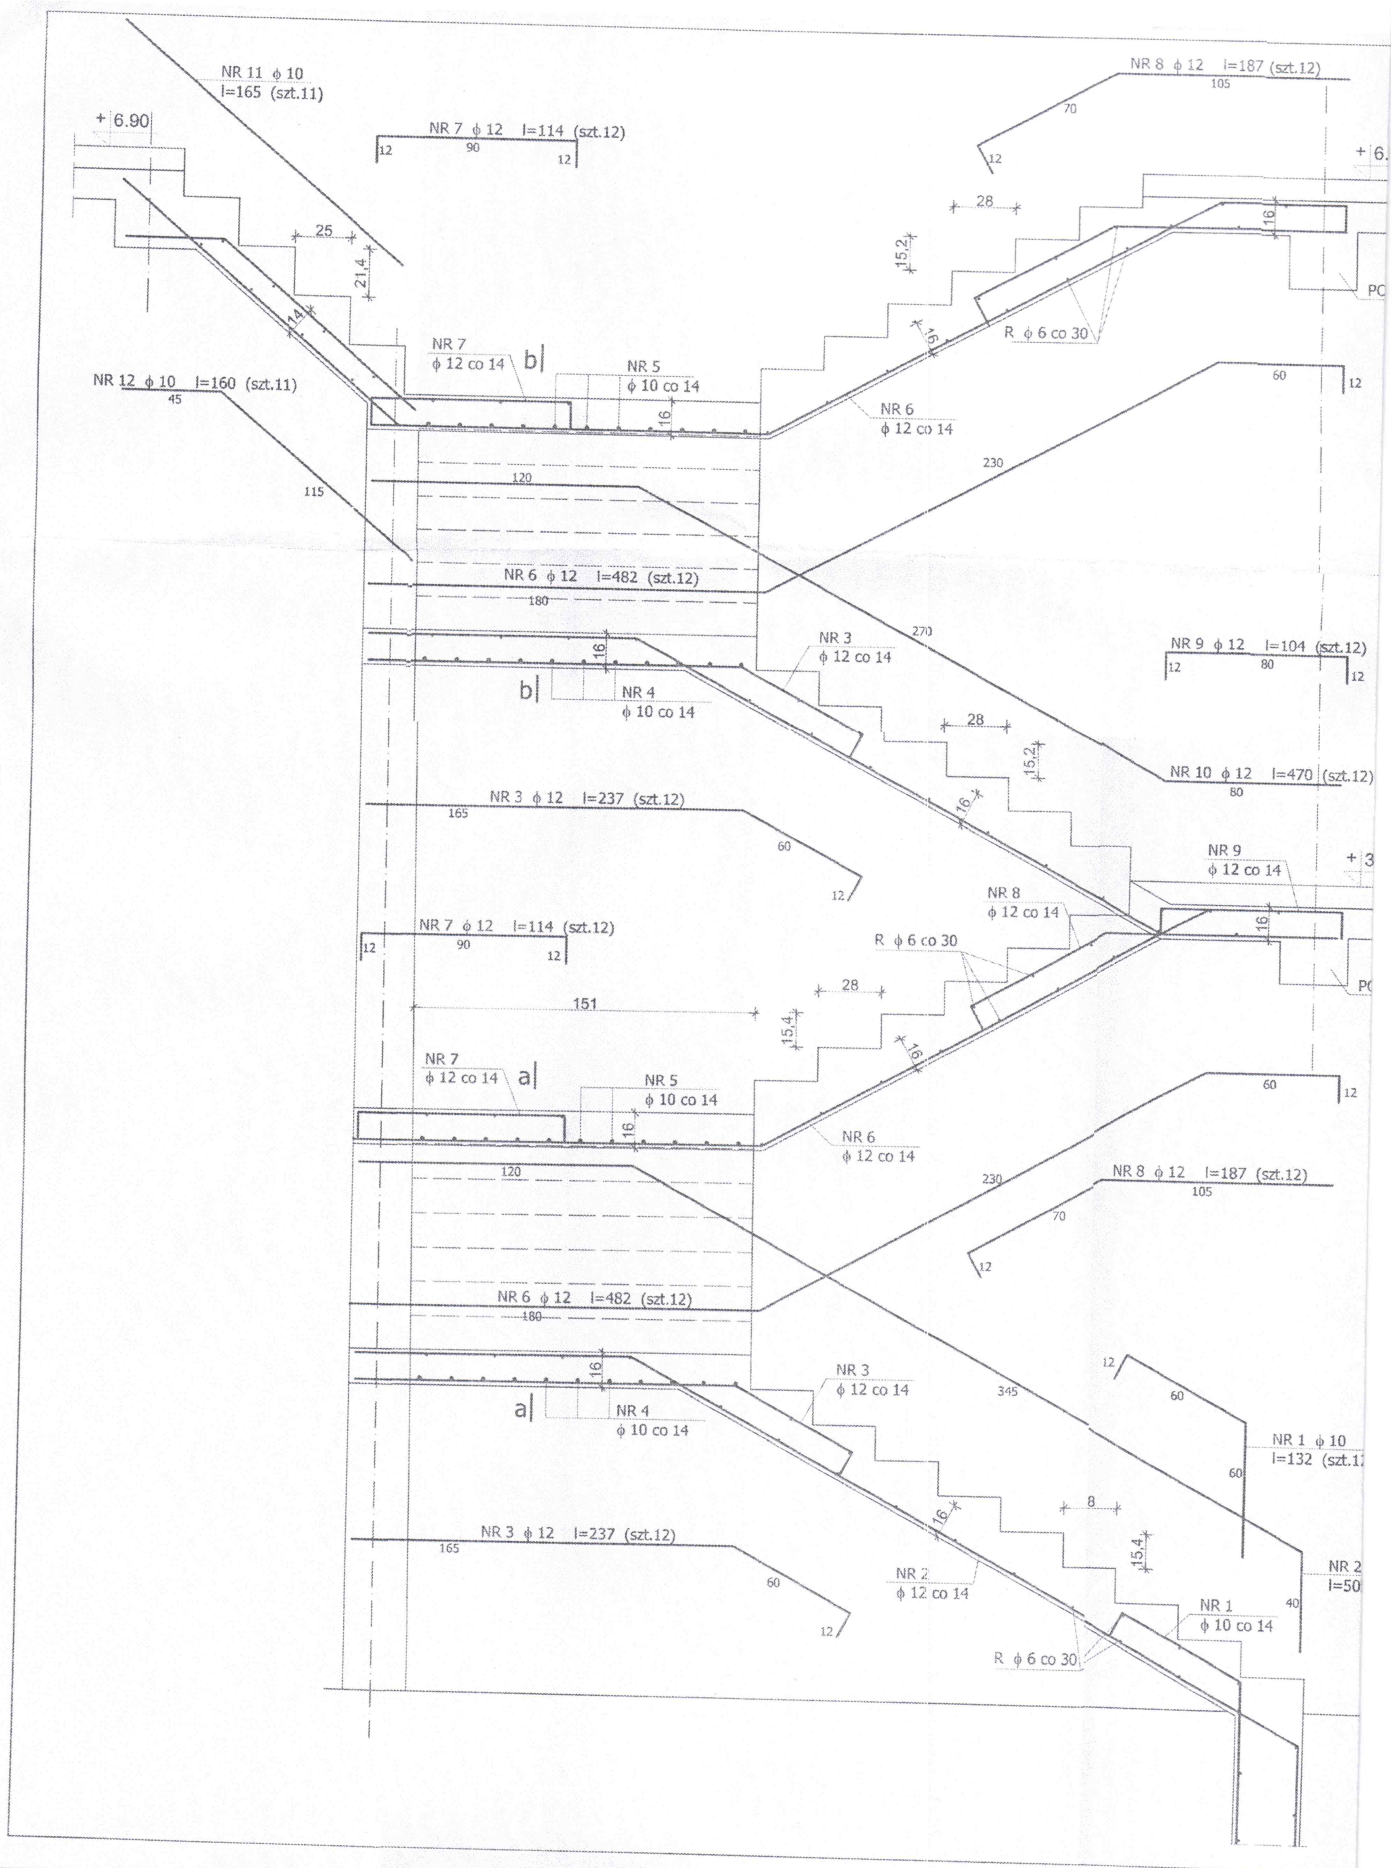 NR 11 ϕ 10
l=165 (szt.11)
NR 8 ϕ 12 l=187 (szt.12)
105
70
12
+ 6.90
NR 7 ϕ 12 l=114 (szt.12)
12
90
12
+ 6.
28
16
25
21,4
15,2
14
16
R ϕ 6 co 30
PO
NR 7
ϕ 12 co 14
b|
NR 5
ϕ 10 co 14
NR 12 ϕ 10 l=160 (szt.11)
45
60
12
16
NR 6
ϕ 12 co 14
115
120
230
NR 6 ϕ 12 l=482 (szt.12)
180
270
16
NR 3
ϕ 12 co 14
NR 9 ϕ 12 l=104 (szt.12)
12
80
12
b|
NR 4
ϕ 10 co 14
28
15,2
NR 10 ϕ 12 l=470 (szt.12)
80
16
NR 3 ϕ 12 l=237 (szt.12)
165
60
12
NR 9
ϕ 12 co 14
+ 3
NR 8
ϕ 12 co 14
NR 7 ϕ 12 l=114 (szt.12)
12
90
12
R ϕ 6 co 30
16
28
PO
151
15,4
16
NR 7
ϕ 12 co 14
a|
NR 5
ϕ 10 co 14
60
12
16
NR 6
ϕ 12 co 14
120
230
NR 8 ϕ 12 l=187 (szt.12)
105
70
12
NR 6 ϕ 12 l=482 (szt.12)
180
16
NR 3
ϕ 12 co 14
345
12
60
a|
NR 4
ϕ 10 co 14
NR 1 ϕ 10
l=132 (szt.1
60
8
16
15,4
NR 3 ϕ 12 l=237 (szt.12)
165
60
12
NR 2
ϕ 12 co 14
NR 2
l=50
40
NR 1
ϕ 10 co 14
R ϕ 6 co 30